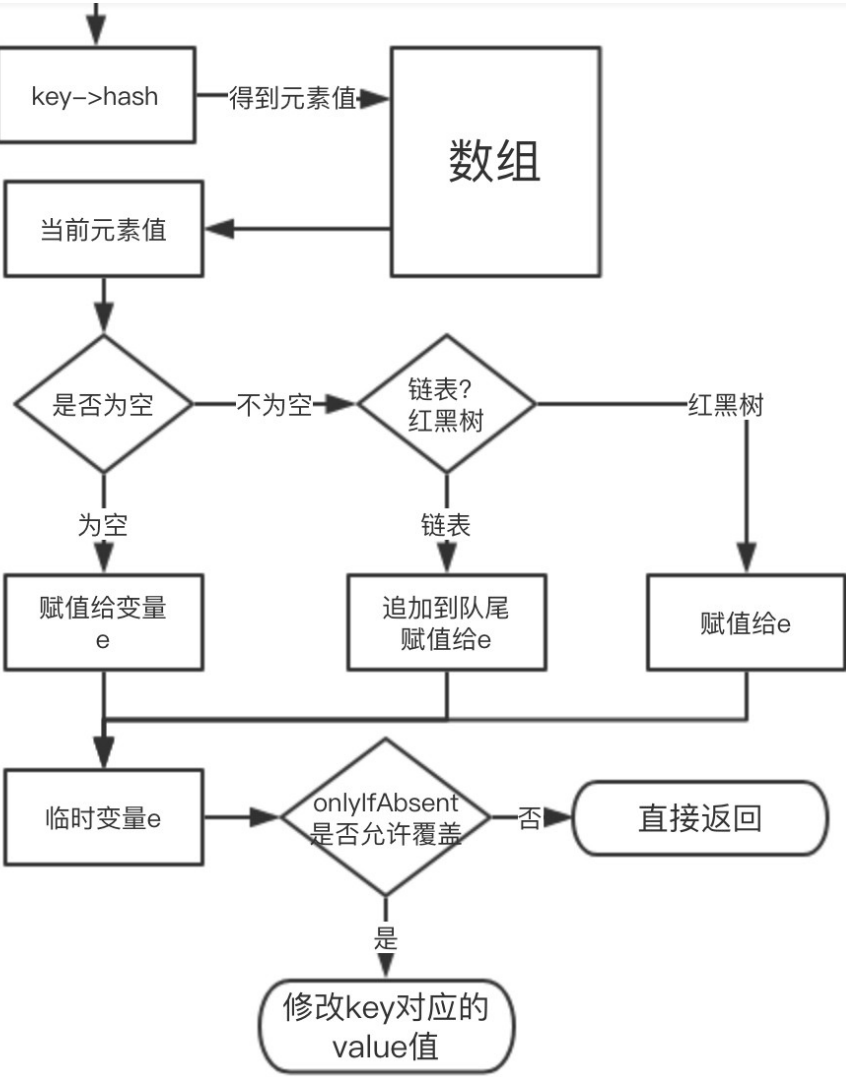 key->hash
得到元素值
数组
当前元素值
是否为空
不为空
链表？
红黑树
红黑树
为空
链表
赋值给变量
e
追加到队尾
赋值给e
赋值给e
临时变量e
onlyIfAbsent
是否允许覆盖
否
直接返回
是
修改key对应的
value值